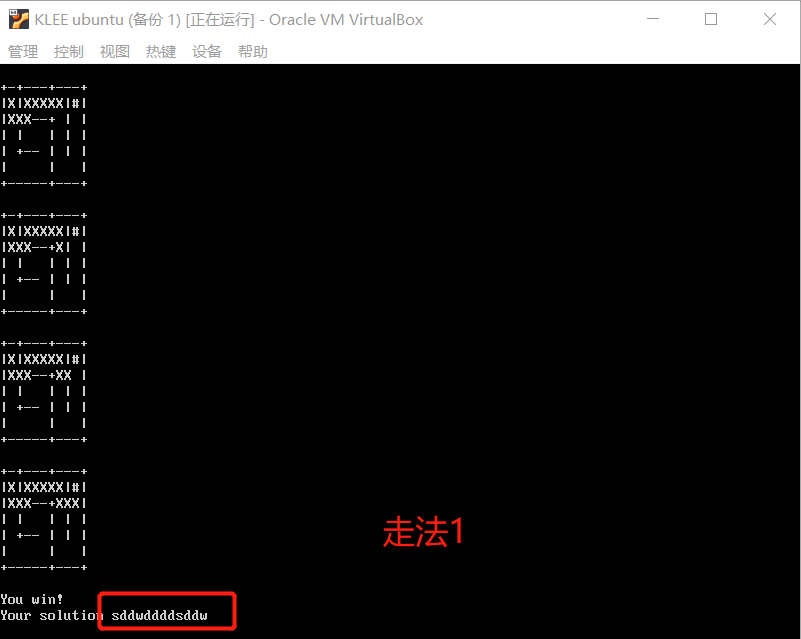 KLEE ubuntu (备份 1) [正在运行] - Oracle VM VirtualBox
管理 控制 视图 热键 设备 帮助
+-+---+---+
|X|XXXXX|#|
|XXX--+ | |
| |   | | |
| +-- | | |
|     |   |
+-----+---+
+-+---+---+
|X|XXXXX|#|
|XXX--+X| |
| |   | | |
| +-- | | |
|     |   |
+-----+---+
+-+---+---+
|X|XXXXX|#|
|XXX--+XX |
| |   | | |
| +-- | | |
|     |   |
+-----+---+
+-+---+---+
|X|XXXXX|#|
|XXX--+XXX|
| |   | | |
| +-- | | |
|     |   |
+-----+---+
走法1
You win!
Your solution sddwddddsddw